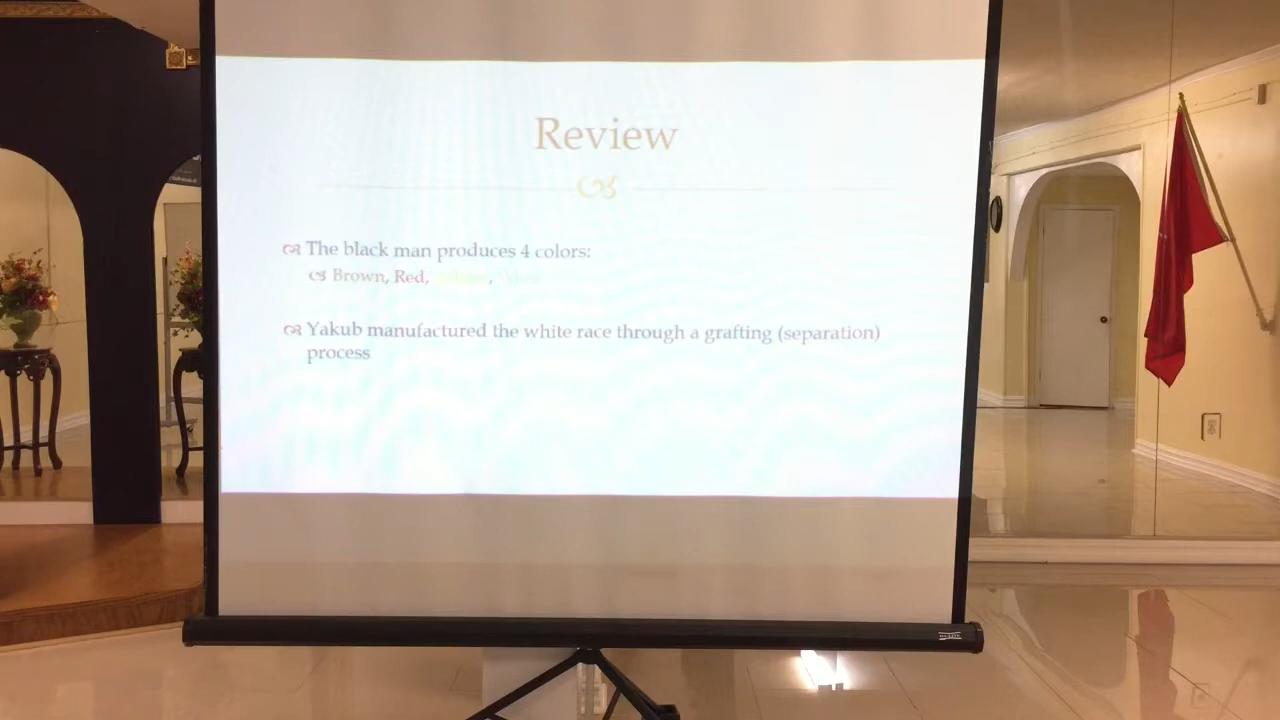 Review
The black man produces 4 colors:
Brown, Red, , 
Yakub manufactured the white race through a grafting (separation)
process